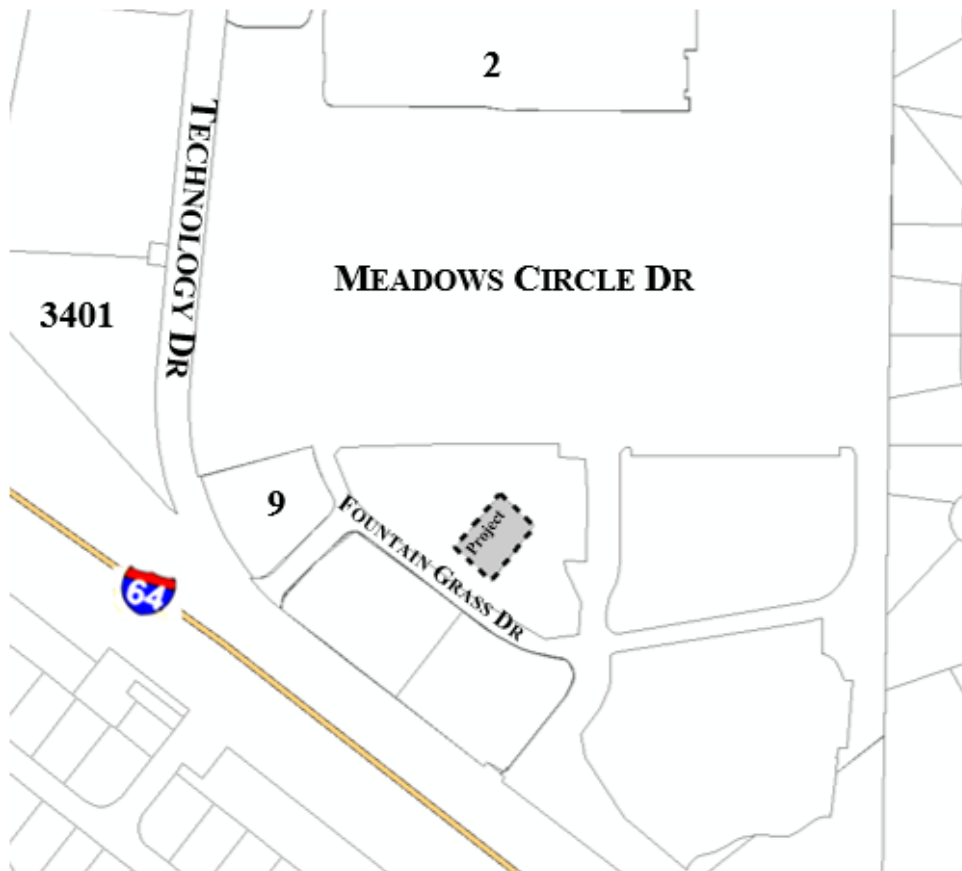 2
TECHNOLOGY DR
MEADOWS CIRCLE DR
3401
9
Project
FOUNTAIN GRASS DR
64